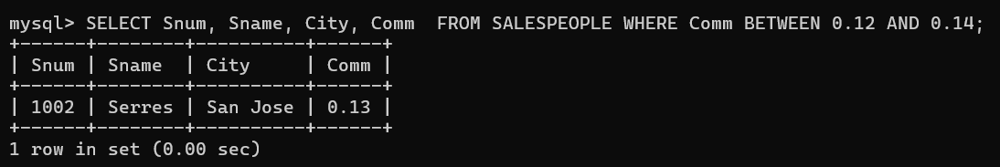 mysql> SELECT Snum, Sname, City, Comm  FROM SALESPEOPLE WHERE Comm BETWEEN 0.12 AND 0.14;
+------+--------+----------+------+
| Snum | Sname  | City     | Comm |
+------+--------+----------+------+
| 1002 | Serres | San Jose | 0.13 |
+------+--------+----------+------+
1 row in set (0.00 sec)